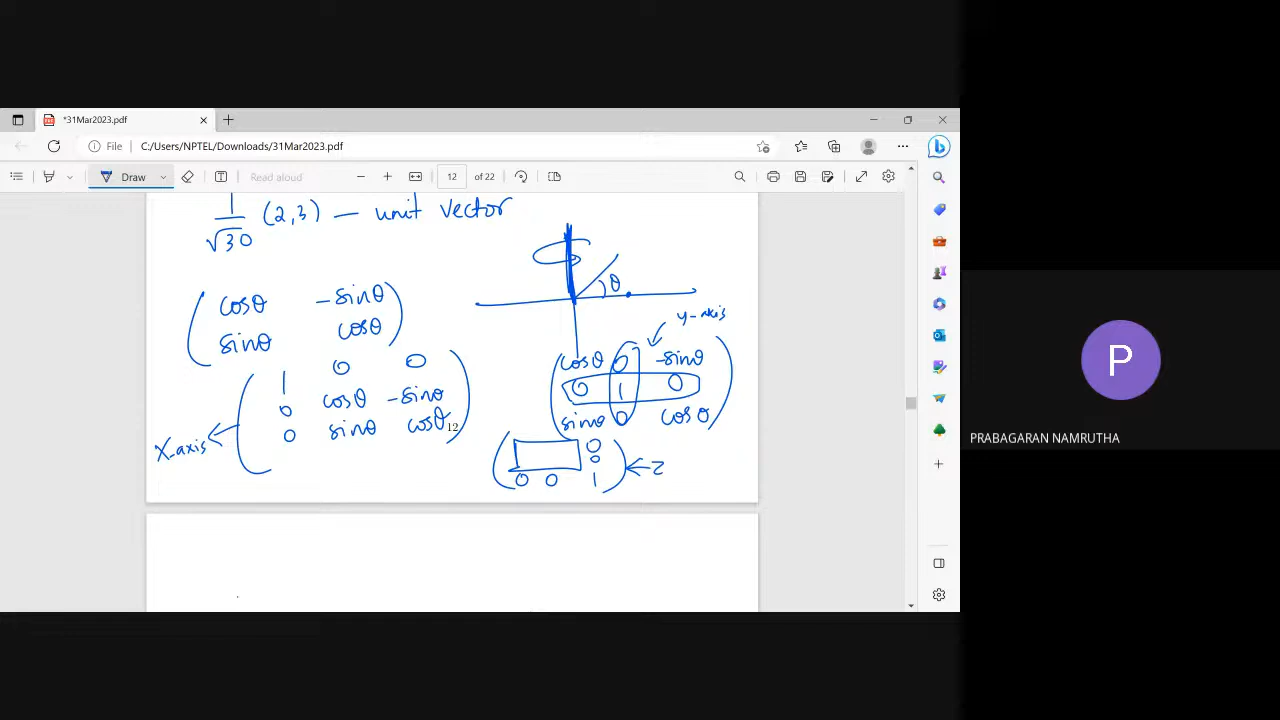 *31Mar2023.pdf
File C:/Users/NPTEL/Downloads/31Mar2023.pdf
Draw Read aloud 12 of 22
1/√30 (2,3) — unit vector
θ
cosθ -sinθ
sinθ cosθ
y-axis
cosθ 0 -sinθ
0 1 0
sinθ 0 cosθ
1 0 0
0 cosθ -sinθ
0 sinθ cosθ
X-axis
12
0
0
0 0 1
Z
P
PRABAGARAN NAMRUTHA